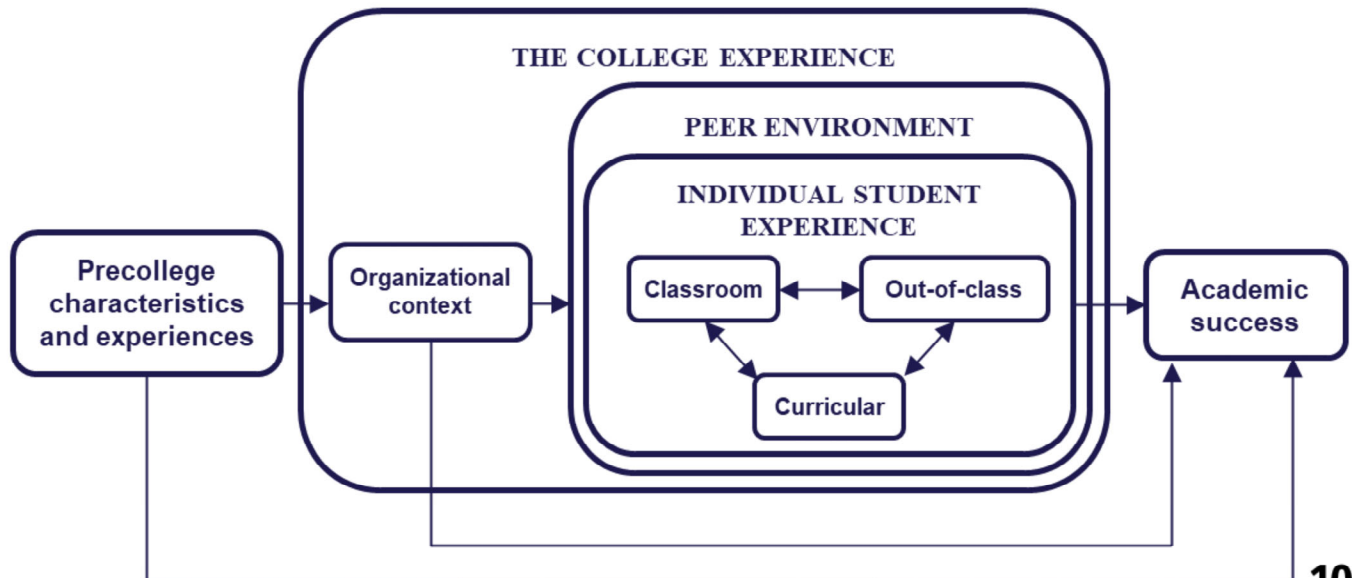 THE COLLEGE EXPERIENCE
PEER ENVIRONMENT
INDIVIDUAL STUDENT
EXPERIENCE
Precollege
characteristics
and experiences
Organizational
context
Classroom
Out-of-class
Curricular
Academic
success
10